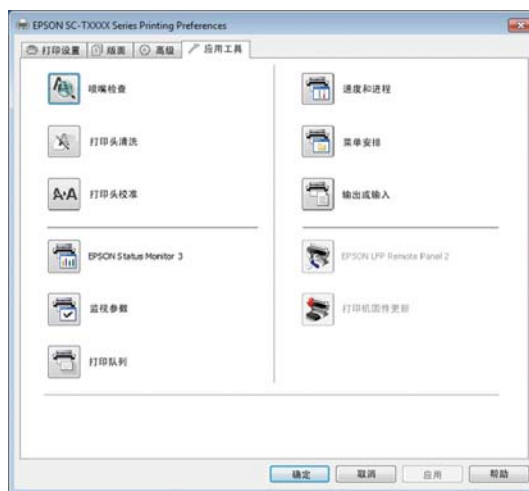 EPSON SC-TXXXX Series Printing Preferences
打印设置 版面 高级 应用工具
喷嘴检查
打印头清洗
打印头校准
EPSON Status Monitor 3
监视参数
打印队列
速度和进程
菜单安排
输出或输入
EPSON LFP Remote Panel 2
打印机固件更新
确定 取消 应用 帮助